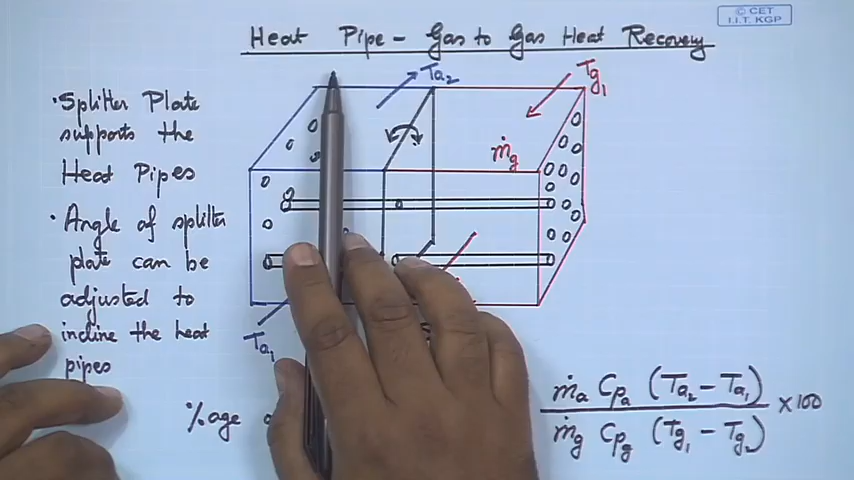 © CET
I.I.T. KGP
Heat Pipe - Gas to Gas Heat Recovery
Ta2
Tg1
• Splitter Plate
supports the
Heat Pipes
ṁg
• Angle of splitter
plate can be
adjusted to
incline the heat
pipes
Ta1
%age
ṁa Cpa (Ta2 - Ta1)
ṁg Cpg (Tg1 - Tg2)
× 100